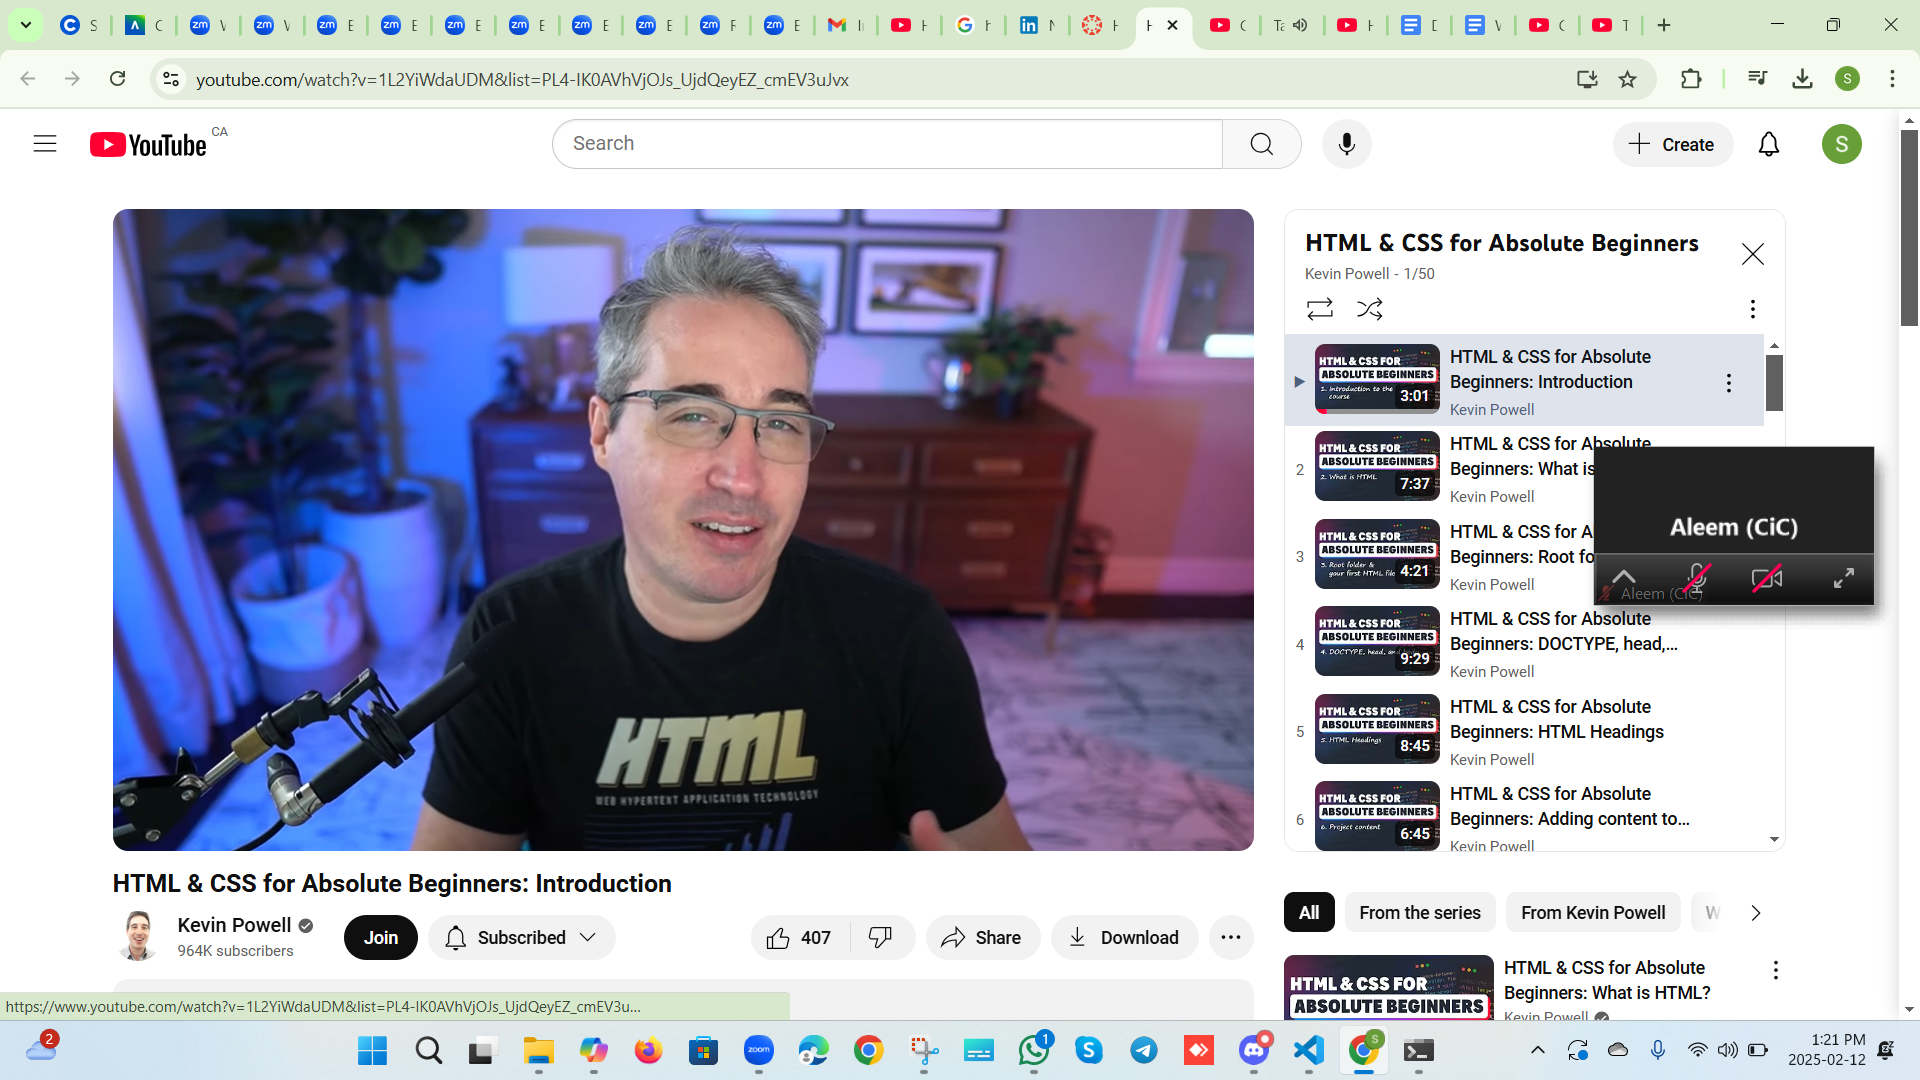 youtube.com/watch?v=1L2YiWdaUDM&list=PL4-IK0AVhVjOJs_UjdQeyEZ_cmEV3uJvx
YouTube CA
Search
Create
S
HTML & CSS for Absolute Beginners
Kevin Powell - 1/50
HTML & CSS FOR
ABSOLUTE BEGINNERS
1. Introduction to the course
3:01
HTML & CSS for Absolute
Beginners: Introduction
Kevin Powell
2
HTML & CSS FOR
ABSOLUTE BEGINNERS
2. What is HTML
7:37
HTML & CSS for Absolute
Beginners: What is
Kevin Powell
3
HTML & CSS FOR
ABSOLUTE BEGINNERS
3. Root folder &
your first HTML file
4:21
HTML & CSS for A
Beginners: Root fo
Kevin Powell
Aleem (CiC)
Aleem (CiC)
4
HTML & CSS FOR
ABSOLUTE BEGINNERS
4. DOCTYPE, head, and
9:29
HTML & CSS for Absolute
Beginners: DOCTYPE, head,...
Kevin Powell
5
HTML & CSS FOR
ABSOLUTE BEGINNERS
5. HTML Headings
8:45
HTML & CSS for Absolute
Beginners: HTML Headings
Kevin Powell
6
HTML & CSS FOR
ABSOLUTE BEGINNERS
6. Project content
6:45
HTML & CSS for Absolute
Beginners: Adding content to...
Kevin Powell
HTML
WEB HYPERTEXT APPLICATION TECHNOLOGY
HTML & CSS for Absolute Beginners: Introduction
Kevin Powell
964K subscribers
Join
Subscribed
407
Share
Download
All
From the series
From Kevin Powell
W
HTML & CSS FOR
ABSOLUTE BEGINNERS
HTML & CSS for Absolute
Beginners: What is HTML?
Kevin Powell
https://www.youtube.com/watch?v=1L2YiWdaUDM&list=PL4-IK0AVhVjOJs_UjdQeyEZ_cmEV3u...
2
zoom
1
S
1:21 PM
2025-02-12